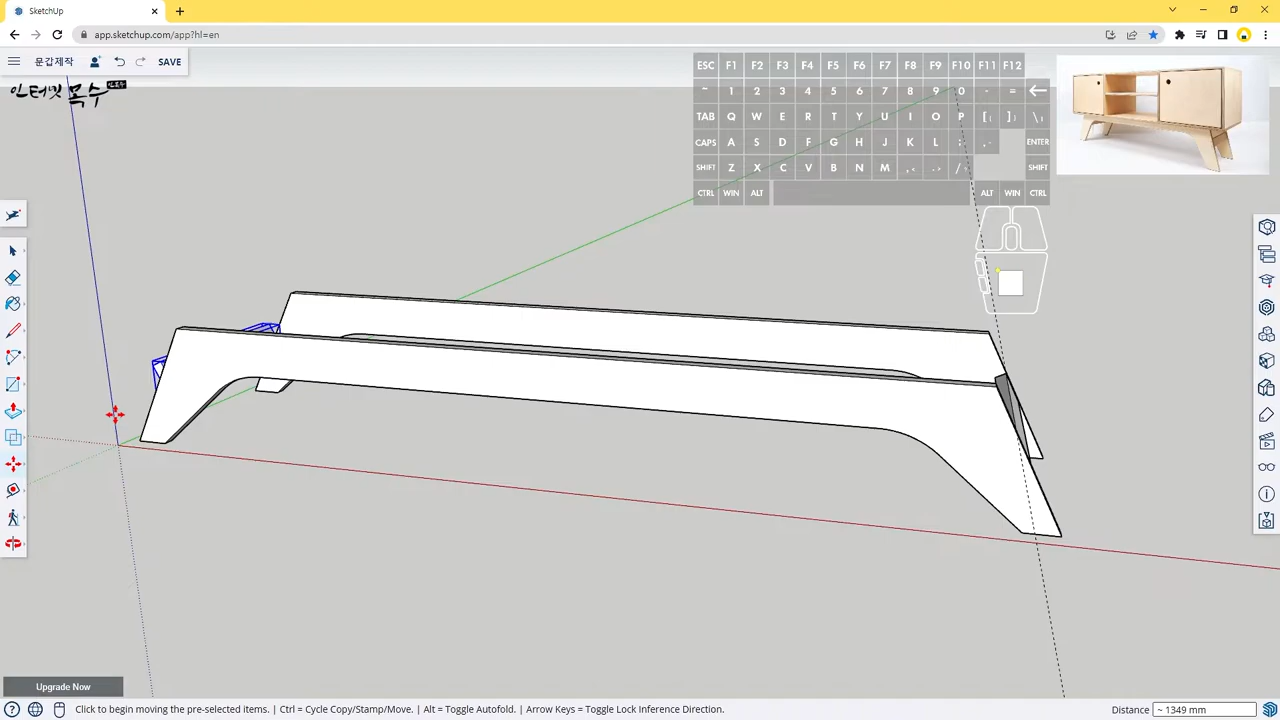 SketchUp
app.sketchup.com/app?hl=en
문갑제작
SAVE
인터넷 목수
ESC F1 F2 F3 F4 F5 F6 F7 F8 F9 F10 F11 F12
~ 1 2 3 4 5 6 7 8 9 0 - =
TAB Q W E R T Y U I O P [ ] \
CAPS A S D F G H J K L ; ,- ENTER
SHIFT Z X C V B N M ,< .> / SHIFT
CTRL WIN ALT ALT WIN CTRL
Upgrade Now
Click to begin moving the pre-selected items. | Ctrl = Cycle Copy/Stamp/Move. | Alt = Toggle Autofold. | Arrow Keys = Toggle Lock Inference Direction.
Distance ~ 1349 mm